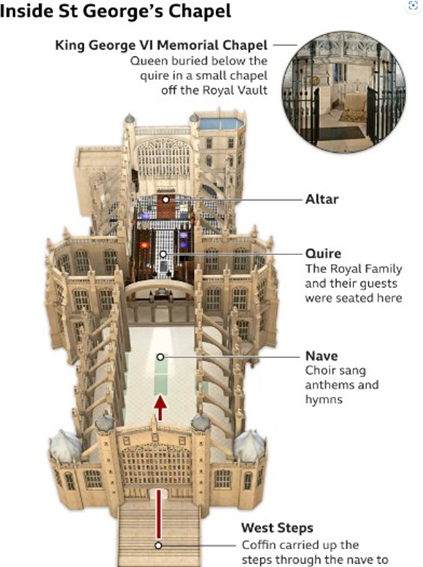 Inside St George's Chapel
King George VI Memorial Chapel
Queen buried below the
quire in a small chapel
off the Royal Vault
Altar
Quire
The Royal Family
and their guests
were seated here
Nave
Choir sang
anthems and
hymns
West Steps
Coffin carried up the
steps through the nave to